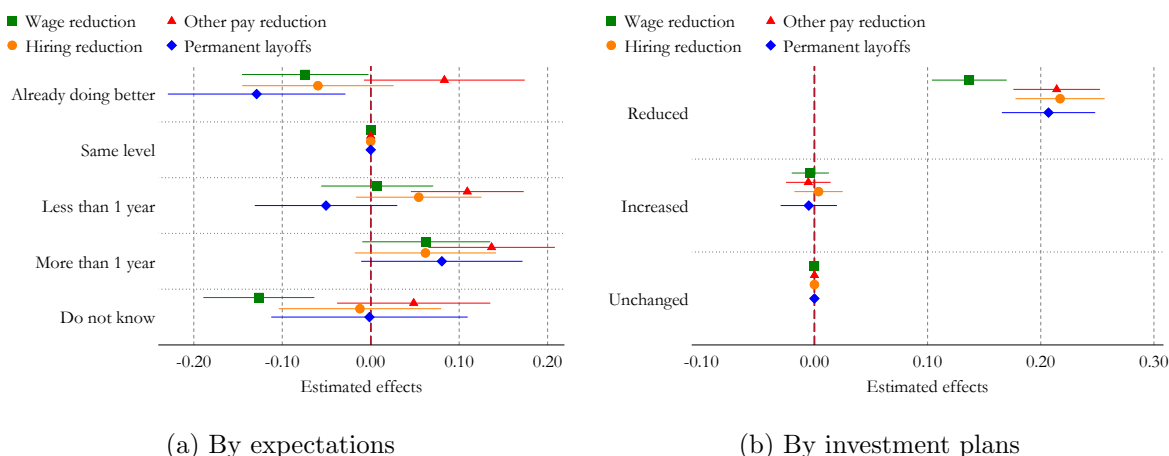 Wage reduction Other pay reduction
Hiring reduction Permanent layoffs
Already doing better
Same level
Less than 1 year
More than 1 year
Do not know
-0.20 -0.10 0.00 0.10 0.20
Estimated effects
(a) By expectations
Wage reduction Other pay reduction
Hiring reduction Permanent layoffs
Reduced
Increased
Unchanged
-0.10 0.00 0.10 0.20 0.30
Estimated effects
(b) By investment plans